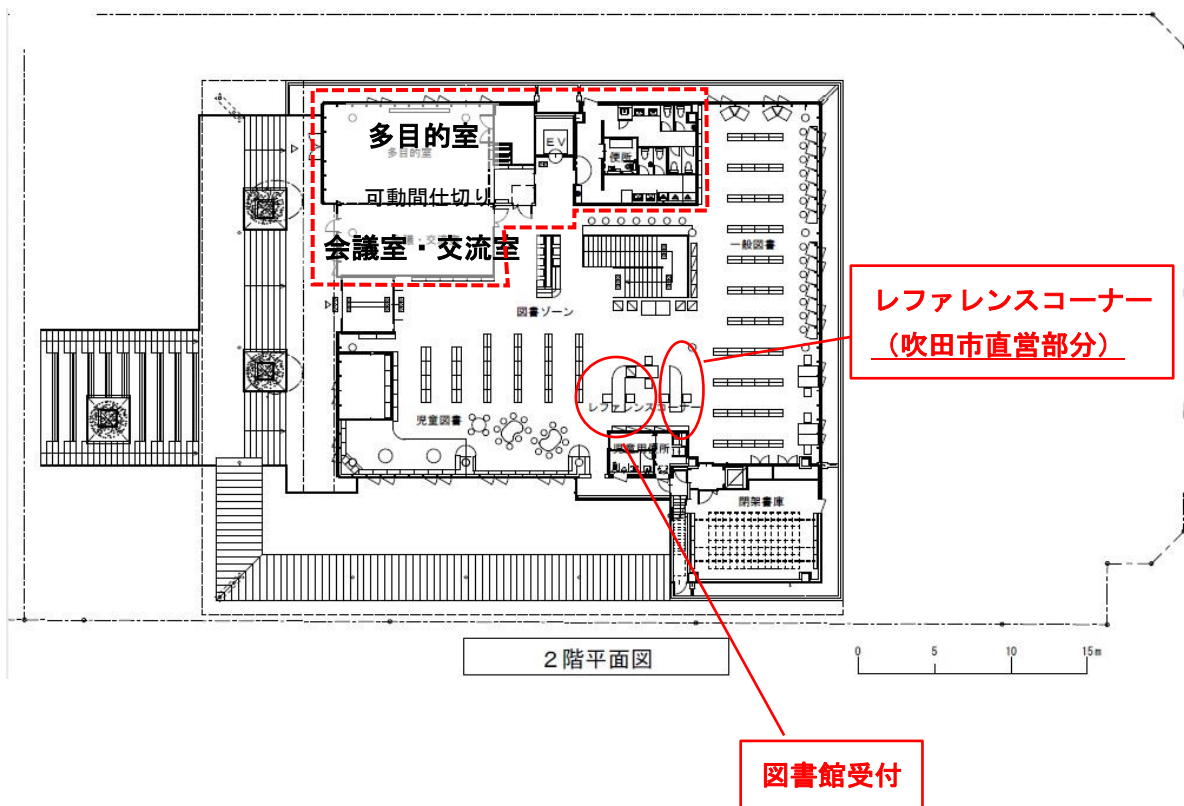 多目的室
多目的室
可動間仕切り
会議室・交流室
EV
便所
一般図書
図書ゾーン
レファレンスコーナー
（吹田市直営部分）
児童図書
レファレンスコーナー
児童用便所
閉架書庫
２階平面図
0 5 10 15m
図書館受付